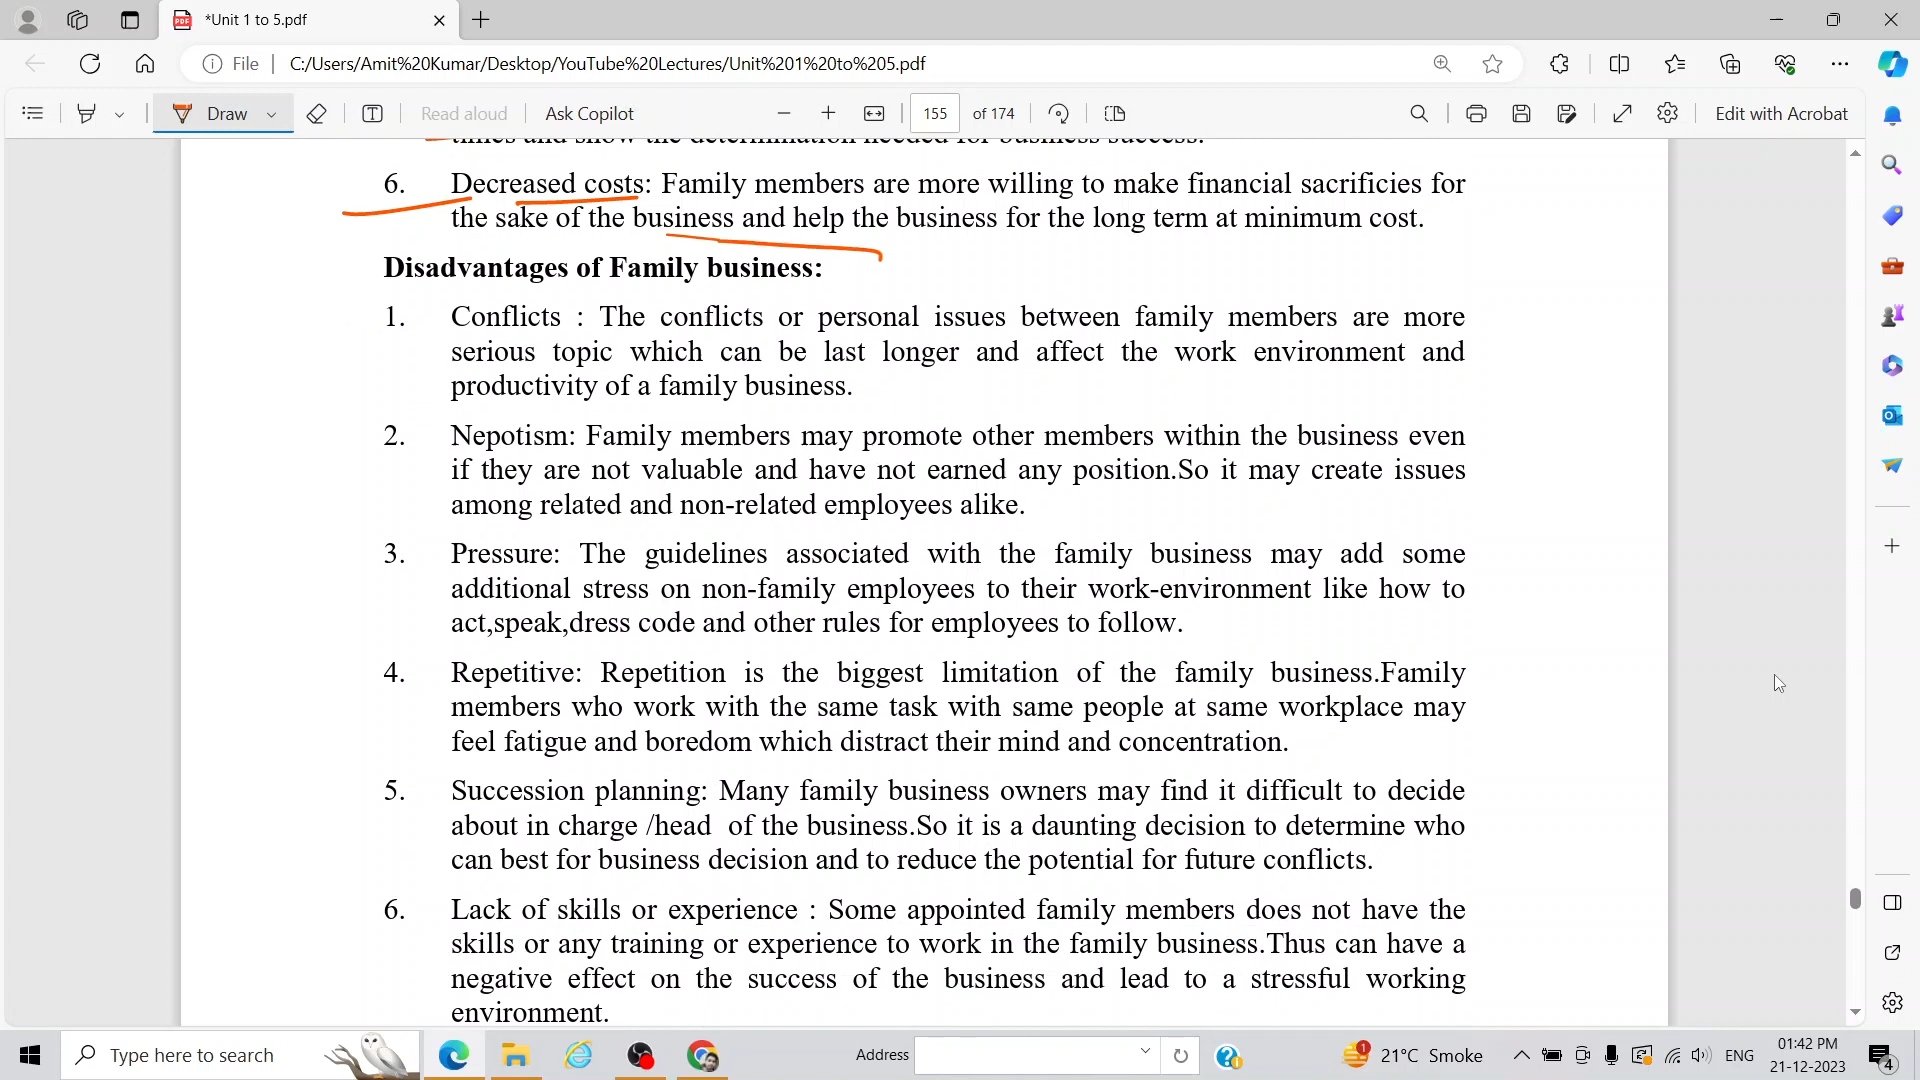 *Unit 1 to 5.pdf
File
C:/Users/Amit%20Kumar/Desktop/YouTube%20Lectures/Unit%201%20to%205.pdf
Draw
Read aloud
Ask Copilot
155 of 174
Edit with Acrobat
times and show the determination needed for business success.
6. Decreased costs: Family members are more willing to make financial sacrificies for
the sake of the business and help the business for the long term at minimum cost.
Disadvantages of Family business:
1. Conflicts : The conflicts or personal issues between family members are more
serious topic which can be last longer and affect the work environment and
productivity of a family business.
2. Nepotism: Family members may promote other members within the business even
if they are not valuable and have not earned any position.So it may create issues
among related and non-related employees alike.
3. Pressure: The guidelines associated with the family business may add some
additional stress on non-family employees to their work-environment like how to
act,speak,dress code and other rules for employees to follow.
4. Repetitive: Repetition is the biggest limitation of the family business.Family
members who work with the same task with same people at same workplace may
feel fatigue and boredom which distract their mind and concentration.
5. Succession planning: Many family business owners may find it difficult to decide
about in charge /head of the business.So it is a daunting decision to determine who
can best for business decision and to reduce the potential for future conflicts.
6. Lack of skills or experience : Some appointed family members does not have the
skills or any training or experience to work in the family business.Thus can have a
negative effect on the success of the business and lead to a stressful working
environment.
Type here to search
Address
1
21°C Smoke
ENG
01:42 PM
21-12-2023
4